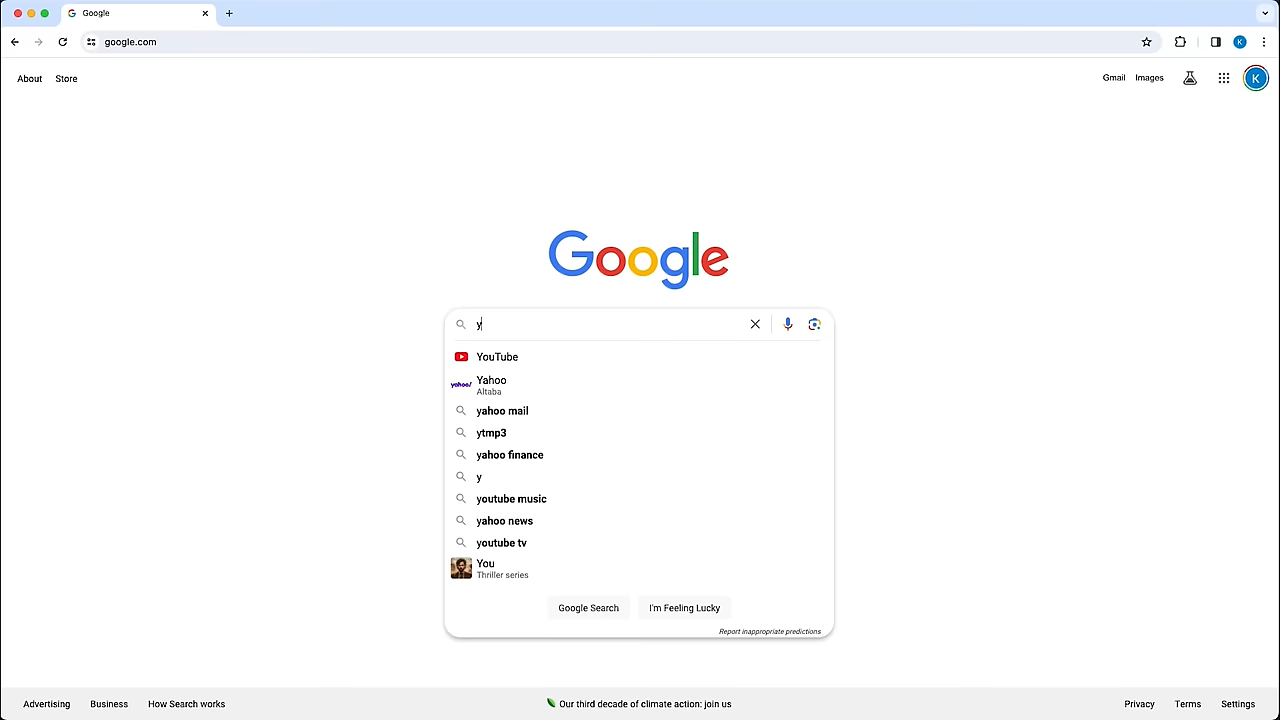 Google
google.com
K
About Store
Gmail Images
K
Google
y
YouTube
yahoo! Yahoo
Altaba
yahoo mail
ytmp3
yahoo finance
y
youtube music
yahoo news
youtube tv
You
Thriller series
Google Search I'm Feeling Lucky
Report inappropriate predictions
Advertising Business How Search works
Our third decade of climate action: join us
Privacy Terms Settings